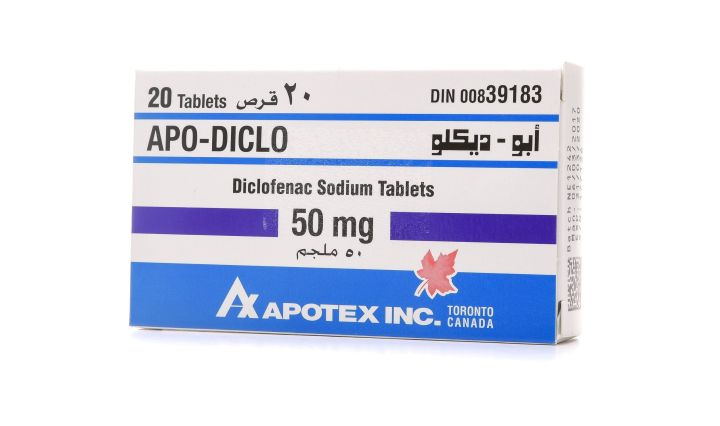 20 Tablets ٢٠ قرص DIN 00839183
APO-DICLO أبو - ديكلو
Diclofenac Sodium Tablets
50 mg
٥٠ ملجم
APOTEX INC. TORONTO CANADA